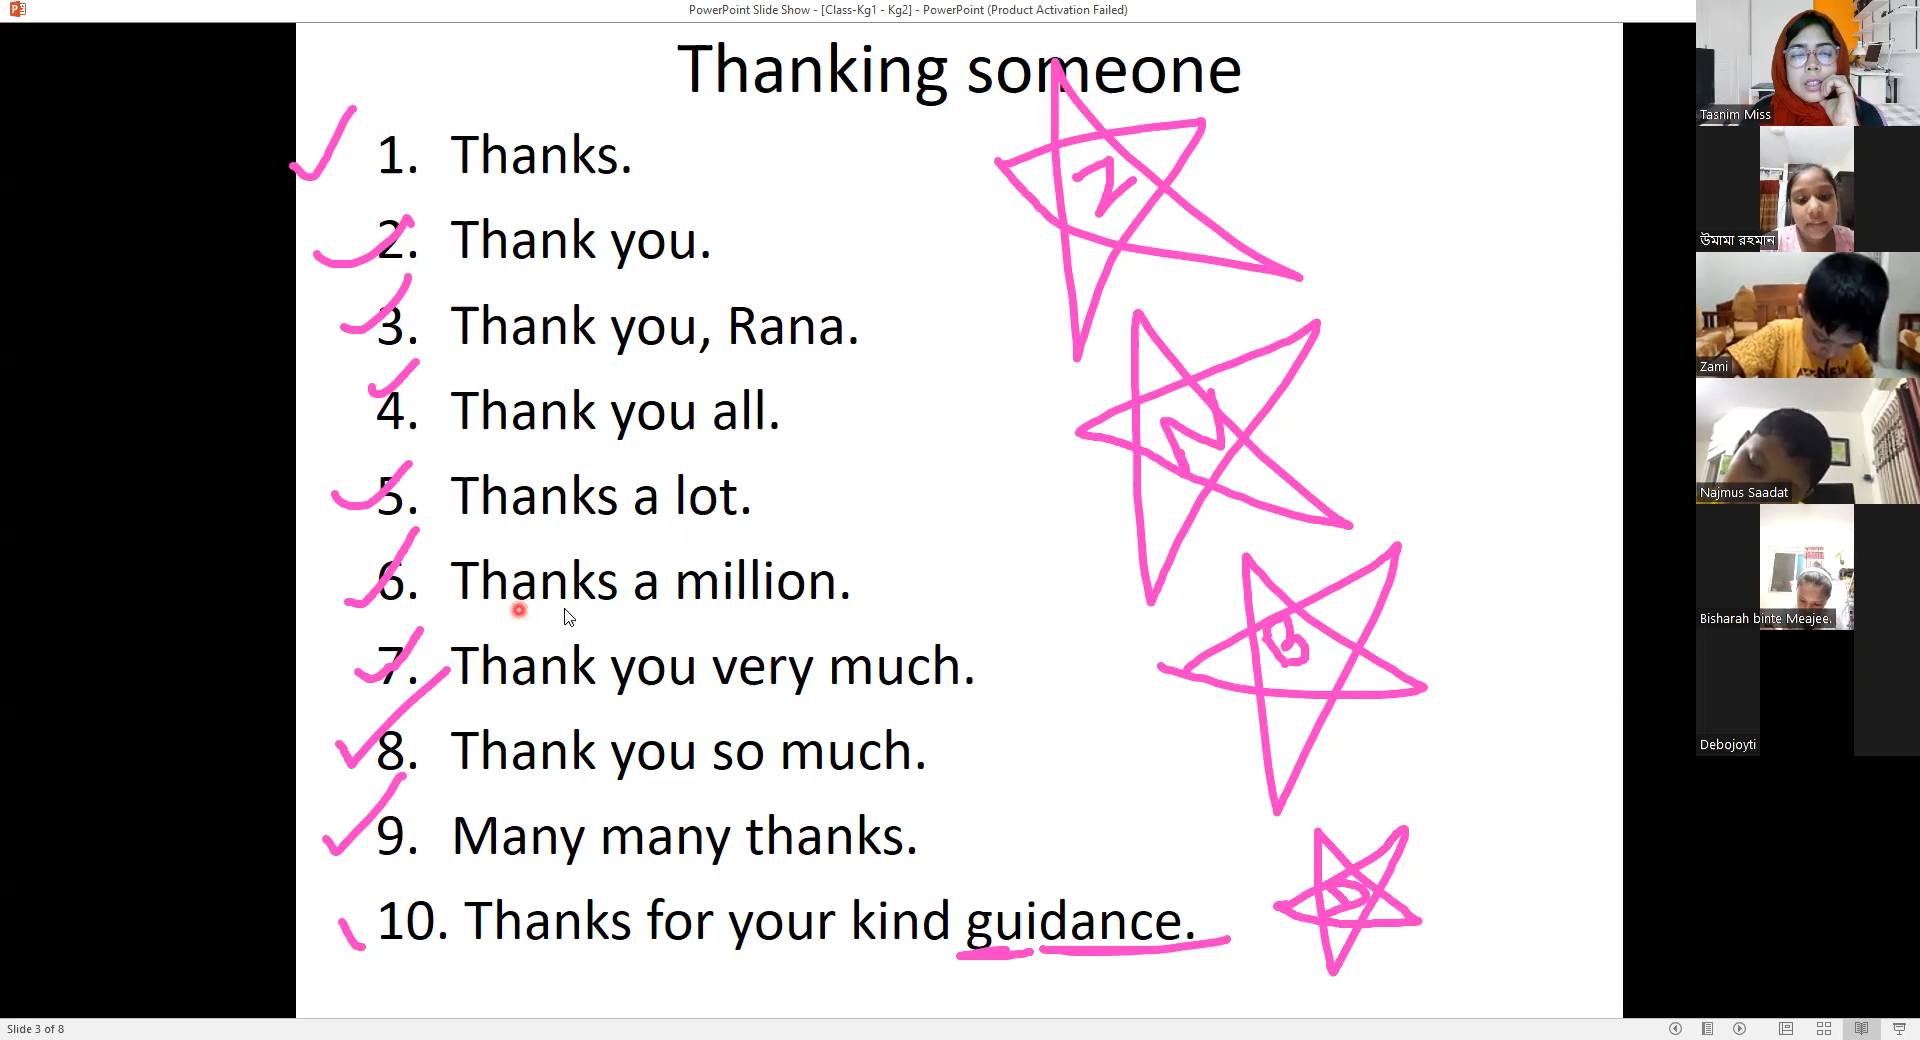 PowerPoint Slide Show - [Class-Kg1 - Kg2] - PowerPoint (Product Activation Failed)
Thanking someone
1. Thanks.
2. Thank you.
3. Thank you, Rana.
4. Thank you all.
5. Thanks a lot.
6. Thanks a million.
7. Thank you very much.
8. Thank you so much.
9. Many many thanks.
10. Thanks for your kind guidance.
Z
N
B
D
Tasnim Miss
উমামা রহমান
Zami
Najmus Saadat
Bisharah binte Meajee.
Debojoyti
Slide 3 of 8